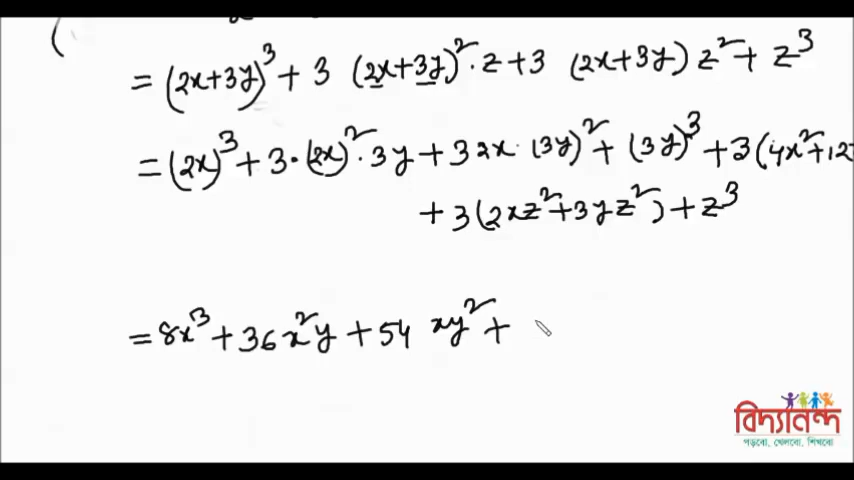 = (2x+3y)³ + 3 (2x+3y)² · z + 3 (2x+3y) z² + z³
= (2x)³ + 3 · (2x)² · 3y + 3 2x · (3y)² + (3y)³ + 3 (4x² + 12
+ 3 (2xz² + 3yz²) + z³
= 8x³ + 36x²y + 54 xy² +
বিদ্যানন্দ
পড়বো, খেলবো, শিখবো